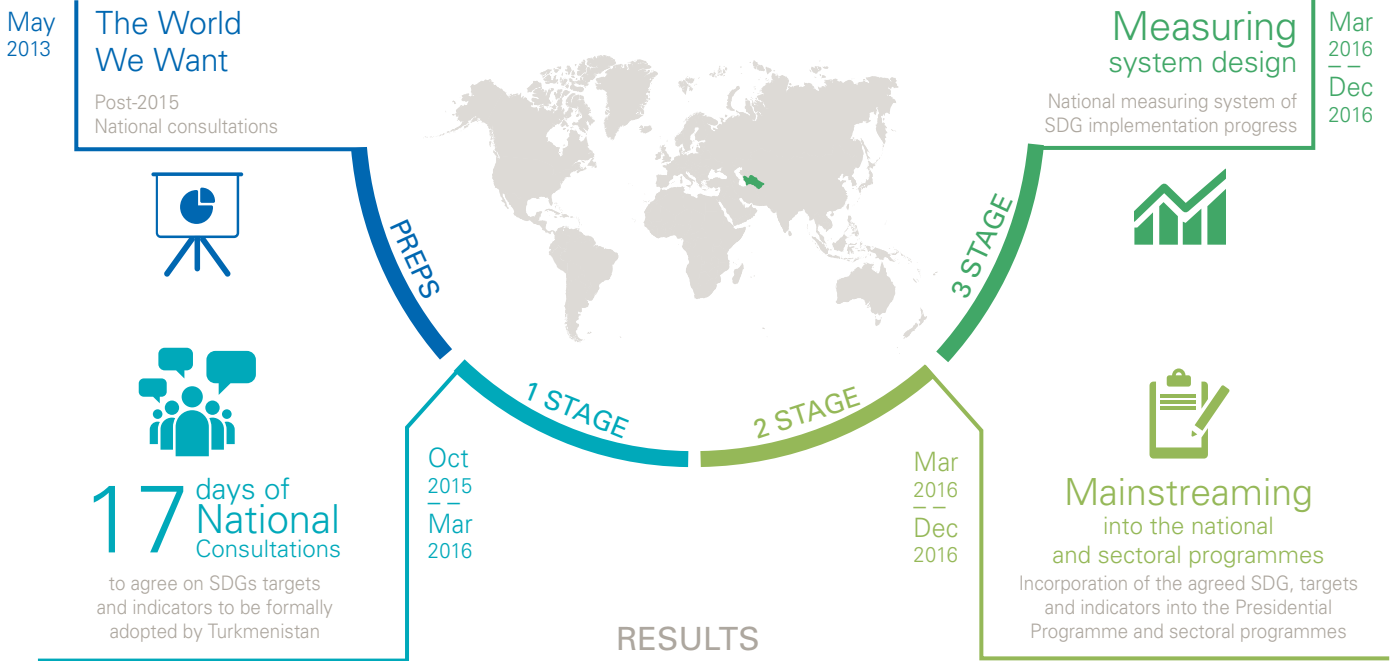 May
2013
The World
We Want
Post-2015
National consultations
PREPS
17
days of
National
Consultations
to agree on SDGs targets
and indicators to be formally
adopted by Turkmenistan
1 STAGE
Oct
2015
Mar
2016
2 STAGE
Mar
2016
Dec
2016
Mainstreaming
into the national
and sectoral programmes
Incorporation of the agreed SDG, targets
and indicators into the Presidential
Programme and sectoral programmes
3 STAGE
Measuring
system design
National measuring system of
SDG implementation progress
Mar
2016
Dec
2016
RESULTS